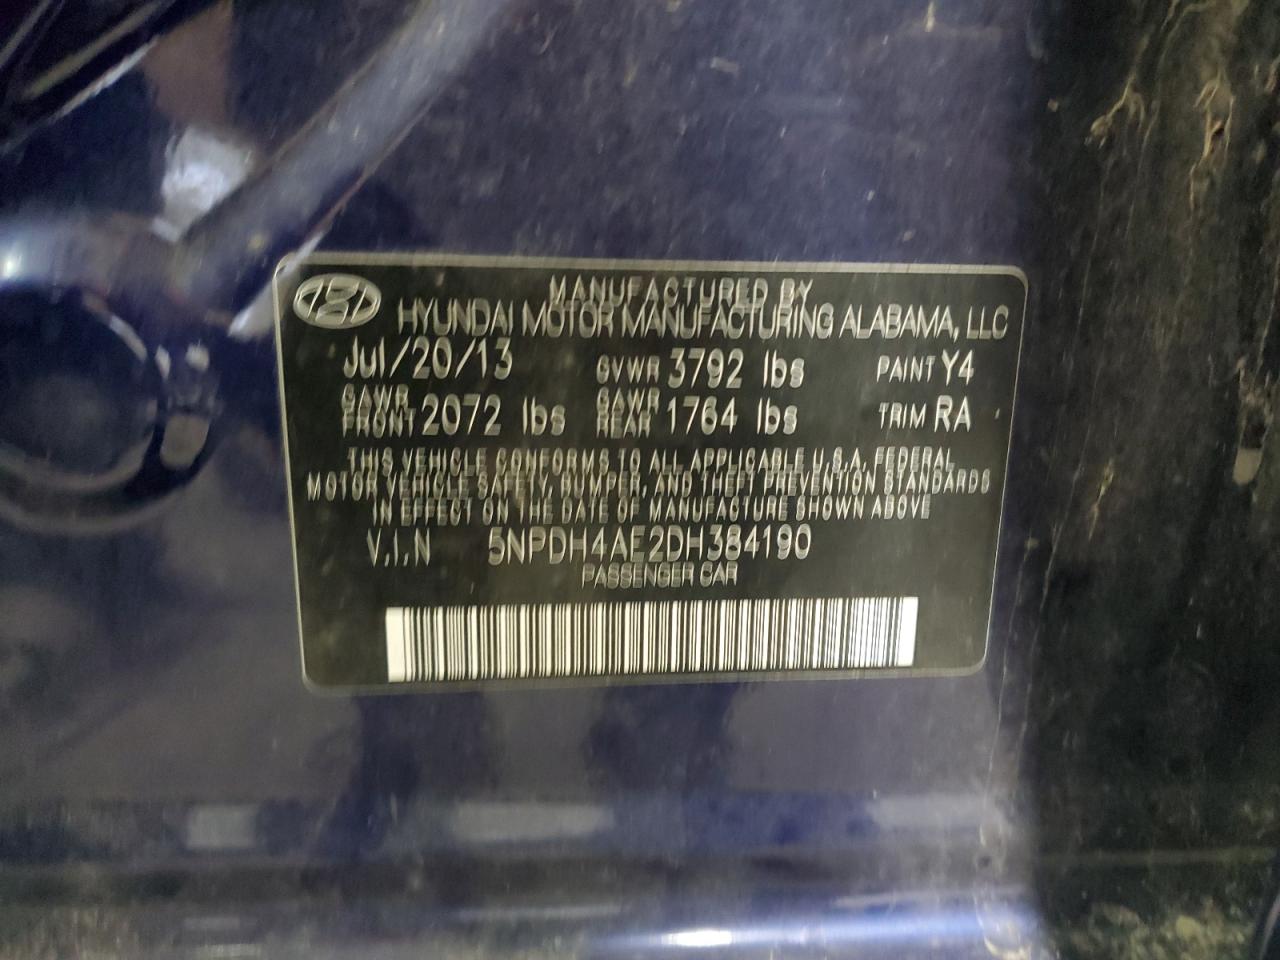 MANUFACTURED BY
HYUNDAI MOTOR MANUFACTURING ALABAMA, LLC
Jul/20/13 GVWR 3792 lbs PAINT Y4
GAWR FRONT 2072 lbs GAWR REAR 1764 lbs TRIM RA
THIS VEHICLE CONFORMS TO ALL APPLICABLE U.S.A. FEDERAL
MOTOR VEHICLE SAFETY, BUMPER, AND THEFT PREVENTION STANDARDS
IN EFFECT ON THE DATE OF MANUFACTURE SHOWN ABOVE
V.I.N 5NPDH4AE2DH384190
PASSENGER CAR